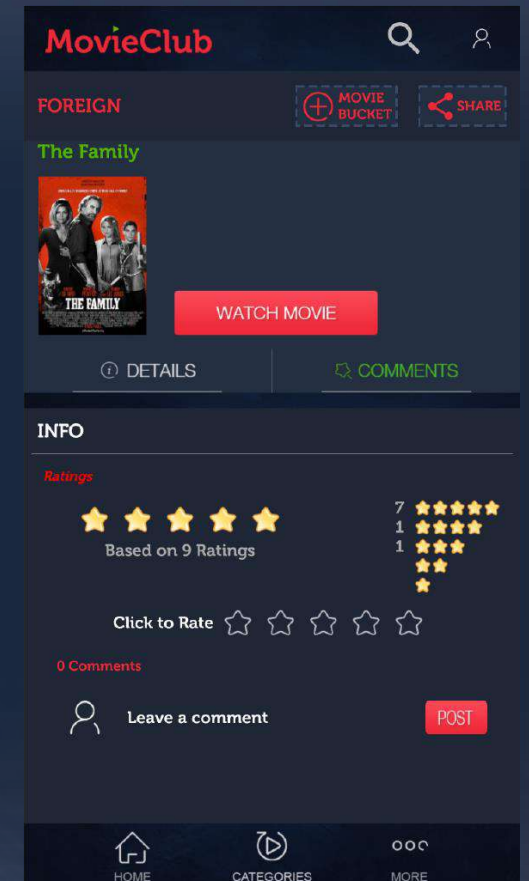 MovieClub
FOREIGN
MOVIE
BUCKET
SHARE
The Family
THE FAMILY
WATCH MOVIE
DETAILS
COMMENTS
INFO
Ratings
7
1
1
Based on 9 Ratings
Click to Rate
0 Comments
Leave a comment
POST
HOME
CATEGORIES
MORE